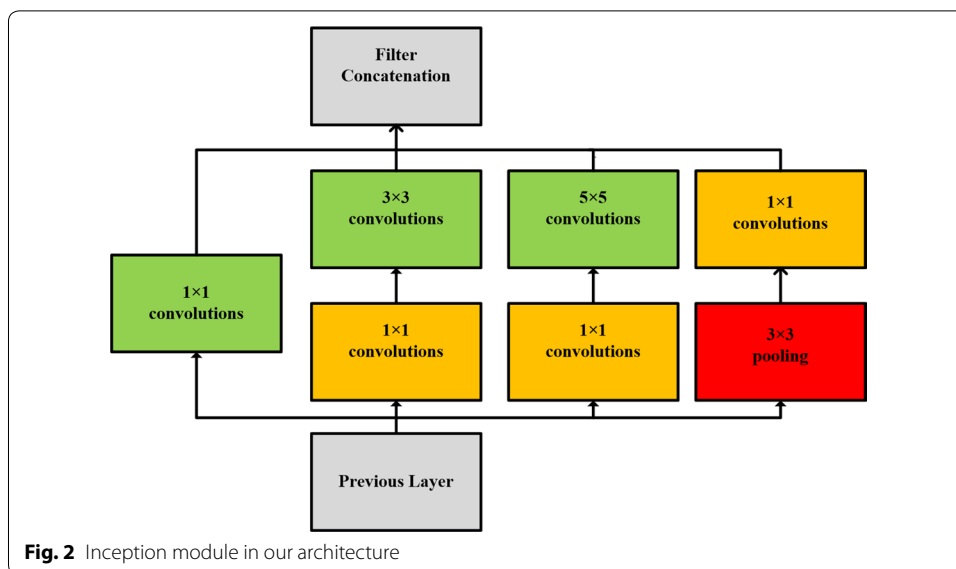 Filter
Concatenation
3×3
convolutions
5×5
convolutions
1×1
convolutions
1×1
convolutions
1×1
convolutions
1×1
convolutions
3×3
pooling
Previous Layer
Fig. 2 Inception module in our architecture